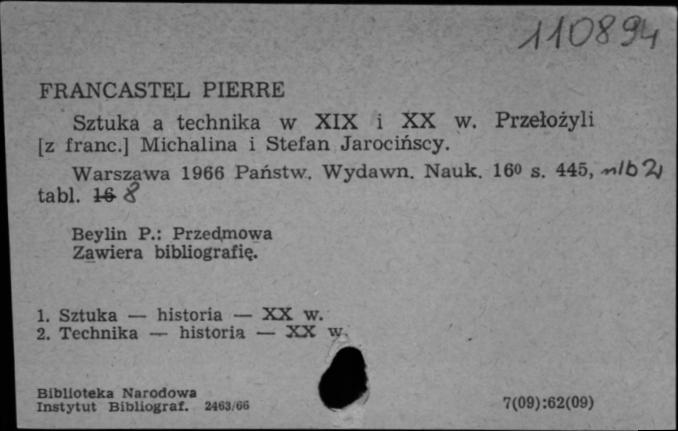 110894
FRANCASTEL PIERRE
Sztuka a technika w XIX i XX w. Przełożyli
[z franc.] Michalina i Stefan Jarocińscy.
Warszawa 1966 Państw. Wydawn. Nauk. 16⁰ s. 445, nlb 2,
tabl. 16 8
Beylin P.: Przedmowa
Zawiera bibliografię.
1. Sztuka — historia — XX w.
2. Technika — historia — XX w.
Biblioteka Narodowa
Instytut Bibliograf. 2463/66
7(09):62(09)